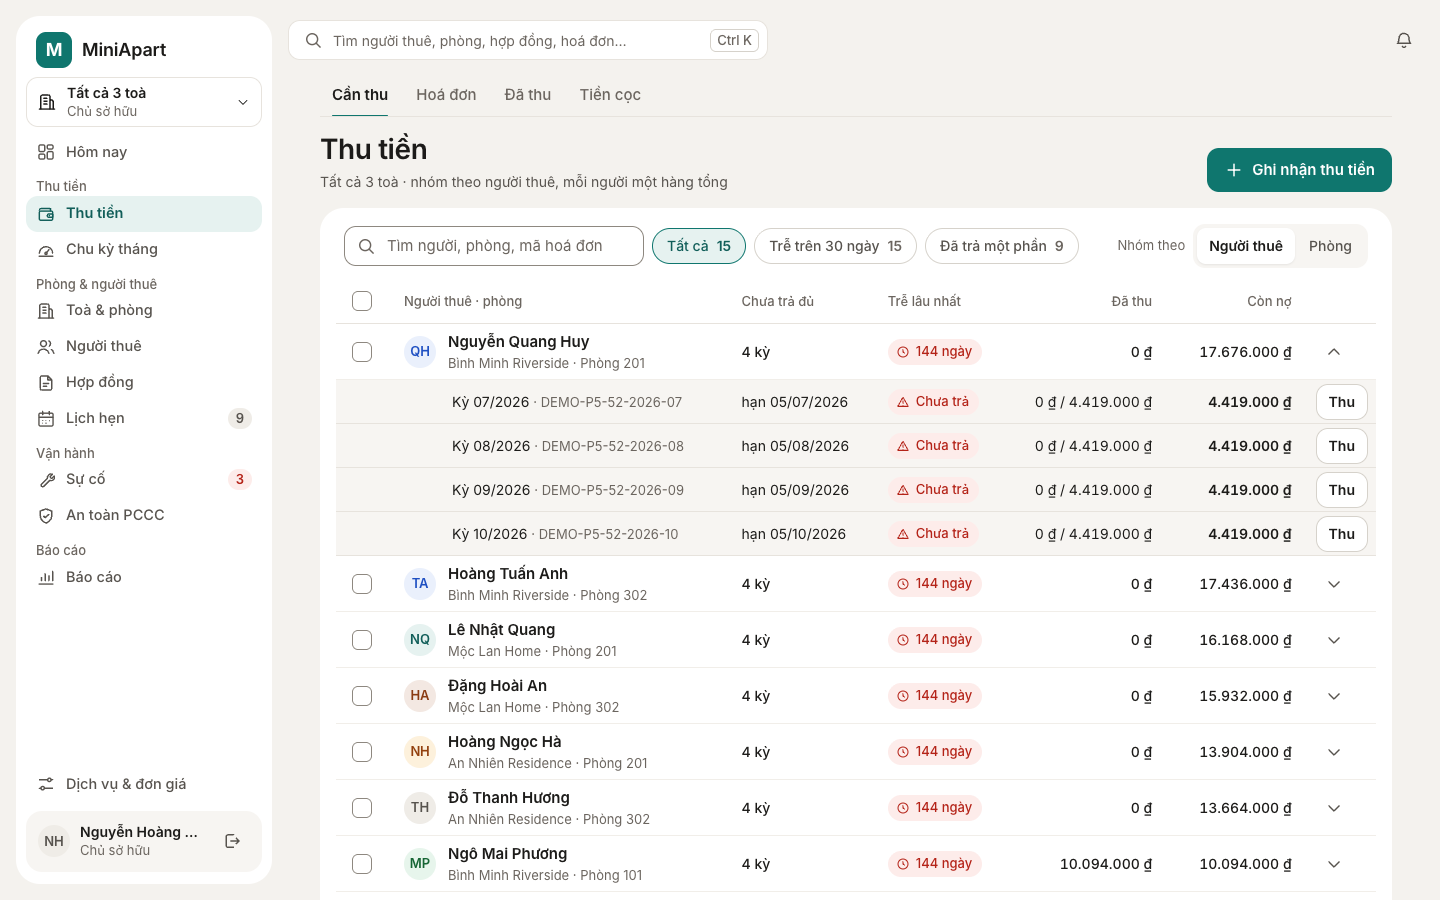 M MiniApart
Tất cả 3 toà
Chủ sở hữu
Hôm nay
Thu tiền
Thu tiền
Chu kỳ tháng
Phòng & người thuê
Toà & phòng
Người thuê
Hợp đồng
Lịch hẹn 9
Vận hành
Sự cố 3
An toàn PCCC
Báo cáo
Báo cáo
Dịch vụ & đơn giá
NH Nguyễn Hoàng ...
Chủ sở hữu
Tìm người thuê, phòng, hợp đồng, hoá đơn... Ctrl K
Cần thu Hoá đơn Đã thu Tiền cọc
Thu tiền
Tất cả 3 toà · nhóm theo người thuê, mỗi người một hàng tổng
Ghi nhận thu tiền
Tìm người, phòng, mã hoá đơn Tất cả 15 Trễ trên 30 ngày 15 Đã trả một phần 9 Nhóm theo Người thuê Phòng
Người thuê · phòng Chưa trả đủ Trễ lâu nhất Đã thu Còn nợ
QH Nguyễn Quang Huy 4 kỳ 144 ngày 0 ₫ 17.676.000 ₫
Bình Minh Riverside · Phòng 201
Kỳ 07/2026 · DEMO-P5-52-2026-07 hạn 05/07/2026 Chưa trả 0 ₫ / 4.419.000 ₫ 4.419.000 ₫ Thu
Kỳ 08/2026 · DEMO-P5-52-2026-08 hạn 05/08/2026 Chưa trả 0 ₫ / 4.419.000 ₫ 4.419.000 ₫ Thu
Kỳ 09/2026 · DEMO-P5-52-2026-09 hạn 05/09/2026 Chưa trả 0 ₫ / 4.419.000 ₫ 4.419.000 ₫ Thu
Kỳ 10/2026 · DEMO-P5-52-2026-10 hạn 05/10/2026 Chưa trả 0 ₫ / 4.419.000 ₫ 4.419.000 ₫ Thu
TA Hoàng Tuấn Anh 4 kỳ 144 ngày 0 ₫ 17.436.000 ₫
Bình Minh Riverside · Phòng 302
NQ Lê Nhật Quang 4 kỳ 144 ngày 0 ₫ 16.168.000 ₫
Mộc Lan Home · Phòng 201
HA Đặng Hoài An 4 kỳ 144 ngày 0 ₫ 15.932.000 ₫
Mộc Lan Home · Phòng 302
NH Hoàng Ngọc Hà 4 kỳ 144 ngày 0 ₫ 13.904.000 ₫
An Nhiên Residence · Phòng 201
TH Đỗ Thanh Hương 4 kỳ 144 ngày 0 ₫ 13.664.000 ₫
An Nhiên Residence · Phòng 302
MP Ngô Mai Phương 4 kỳ 144 ngày 10.094.000 ₫ 10.094.000 ₫
Bình Minh Riverside · Phòng 101